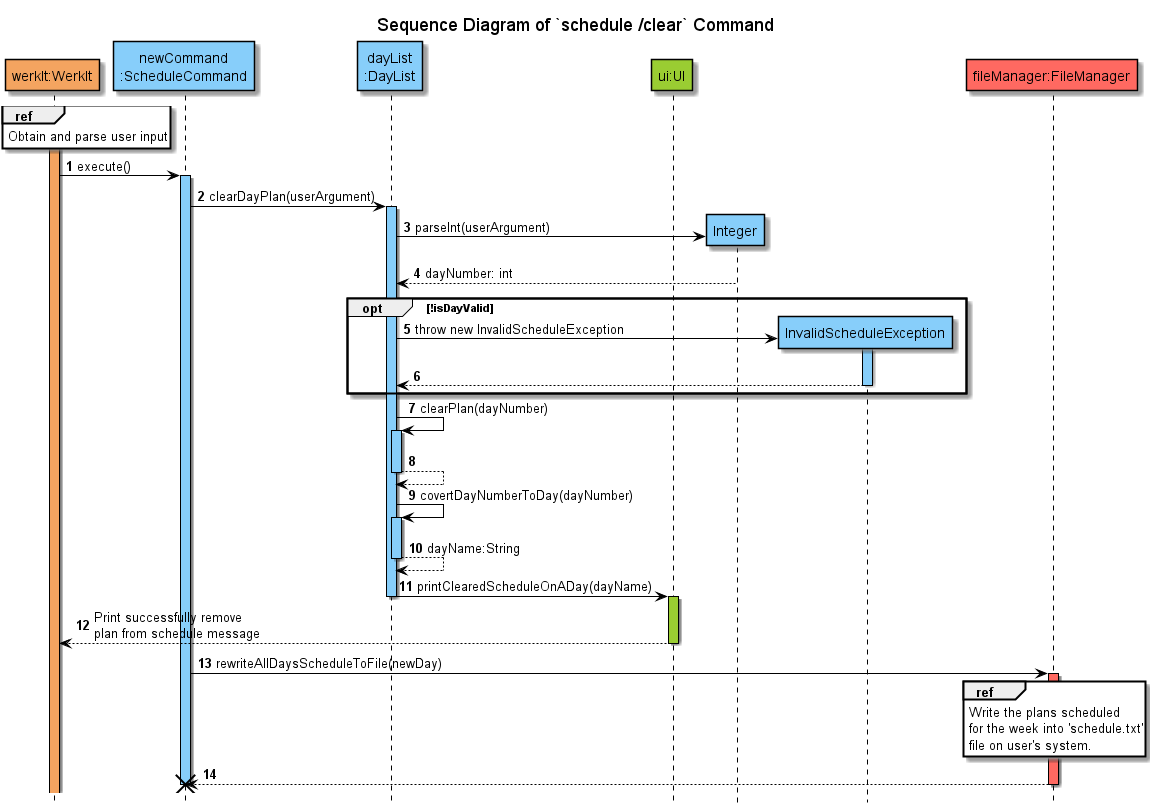 Sequence Diagram of `schedule /clear` Command
werkIt:WerkIt
newCommand
:ScheduleCommand
dayList
:DayList
ui:UI
fileManager:FileManager
ref
Obtain and parse user input
1 execute()
2 clearDayPlan(userArgument)
3 parseInt(userArgument)
Integer
4 dayNumber: int
opt [!isDayValid]
5 throw new InvalidScheduleException
InvalidScheduleException
6
7 clearPlan(dayNumber)
8
9 covertDayNumberToDay(dayNumber)
10 dayName:String
11 printClearedScheduleOnADay(dayName)
12 Print successfully remove
plan from schedule message
13 rewriteAllDaysScheduleToFile(newDay)
ref
Write the plans scheduled
for the week into 'schedule.txt'
file on user's system.
14